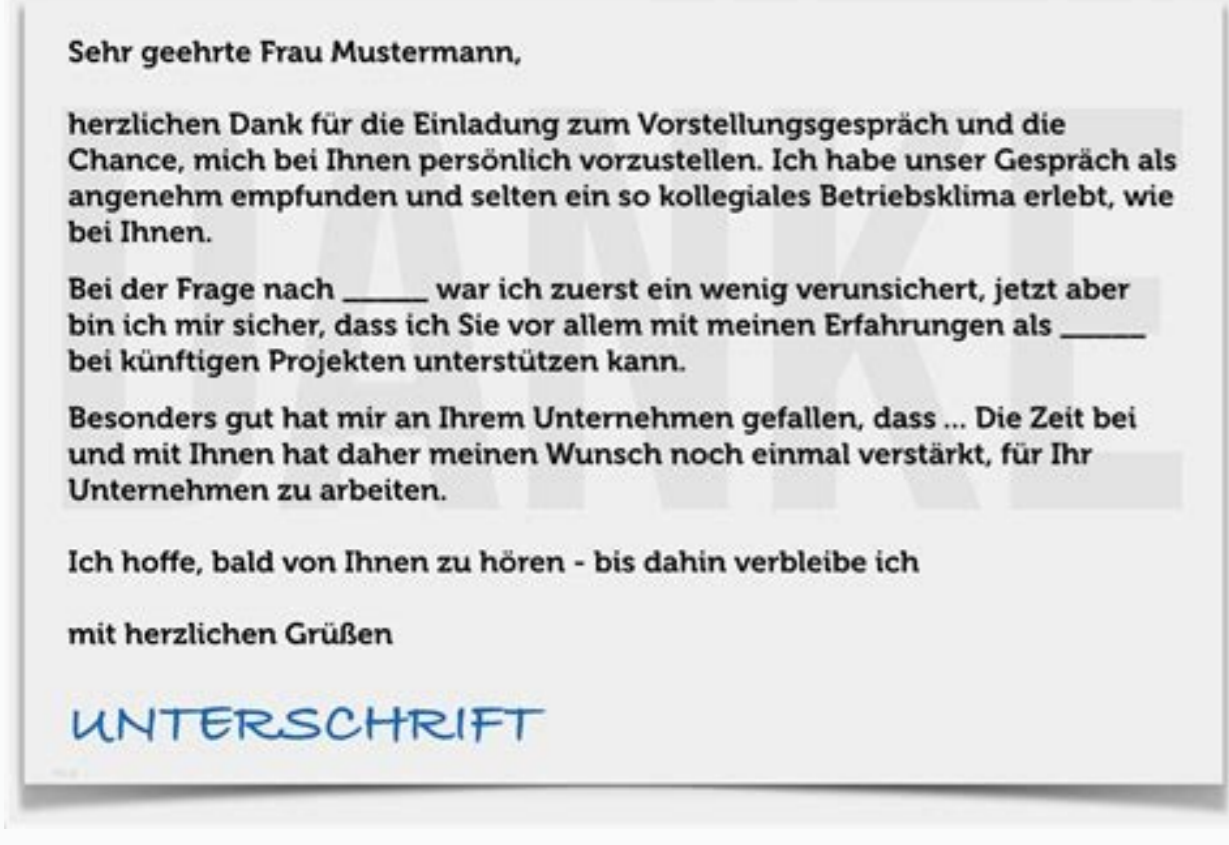 Sehr geehrte Frau Mustermann,
herzlichen Dank für die Einladung zum Vorstellungsgespräch und die
Chance, mich bei Ihnen persönlich vorzustellen. Ich habe unser Gespräch als
angenehm empfunden und selten ein so kollegiales Betriebsklima erlebt, wie
bei Ihnen.
Bei der Frage nach _____ war ich zuerst ein wenig verunsichert, jetzt aber
bin ich mir sicher, dass ich Sie vor allem mit meinen Erfahrungen als _____
bei künftigen Projekten unterstützen kann.
Besonders gut hat mir an Ihrem Unternehmen gefallen, dass ... Die Zeit bei
und mit Ihnen hat daher meinen Wunsch noch einmal verstärkt, für Ihr
Unternehmen zu arbeiten.
Ich hoffe, bald von Ihnen zu hören - bis dahin verbleibe ich
mit herzlichen Grüßen
UNTERSCHRIFT
DANKE